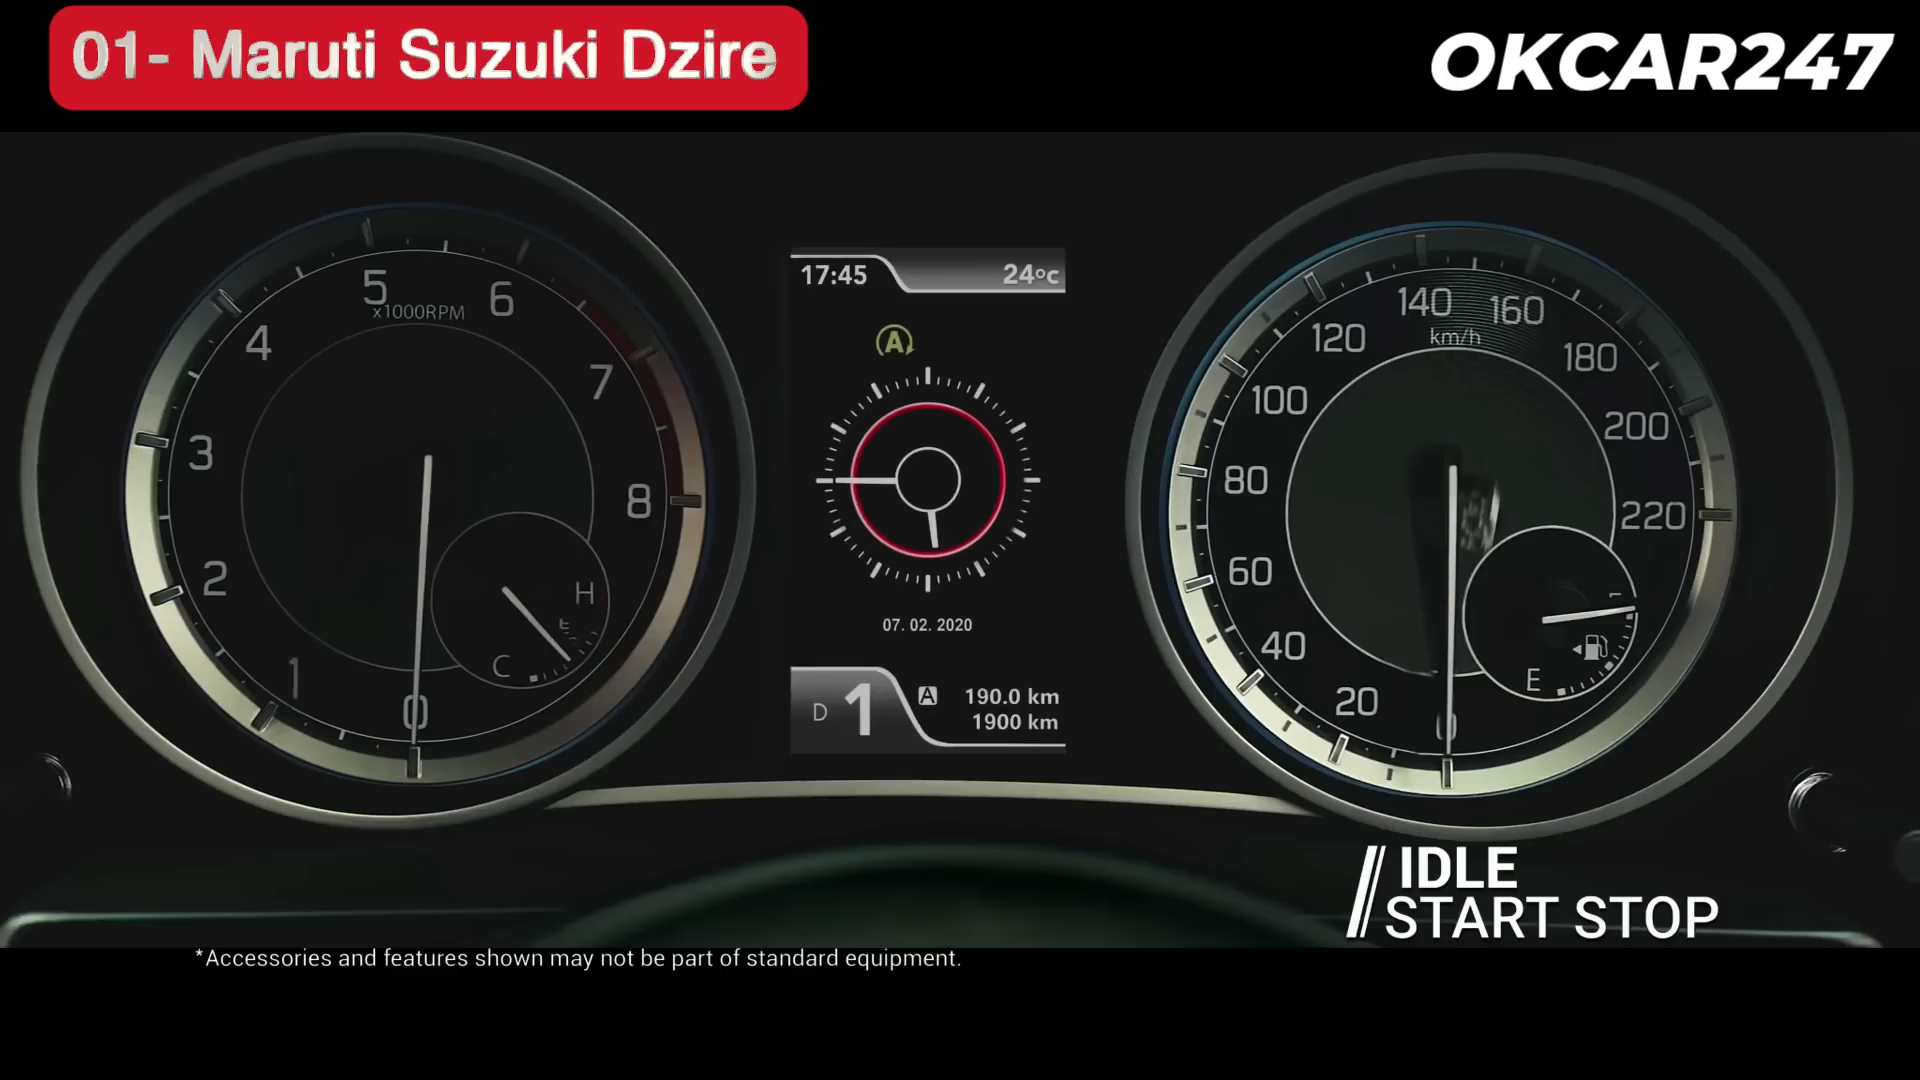 01- Maruti Suzuki Dzire
OKCAR247
17:45
24°c
A
5
x1000RPM
6
4
7
3
8
2
H
C
1
0
140
160
120
km/h
180
100
200
80
220
60
40
E
20
0
07. 02. 2020
D 1
A 190.0 km
1900 km
IDLE
START STOP
*Accessories and features shown may not be part of standard equipment.